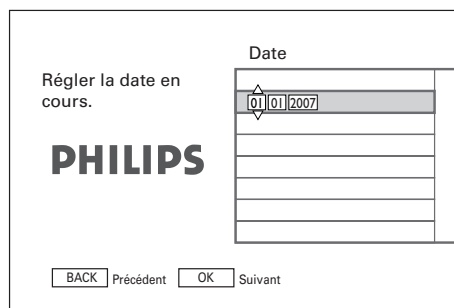 Date
Régler la date en
cours.
01 01 2007
PHILIPS
BACK Précédent OK Suivant